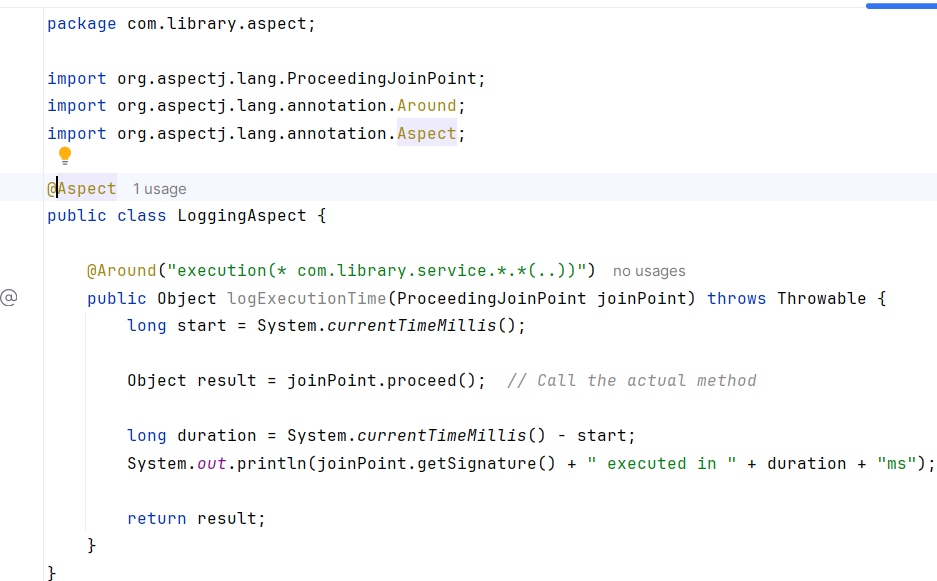 package com.library.aspect;
import org.aspectj.lang.ProceedingJoinPoint;
import org.aspectj.lang.annotation.Around;
import org.aspectj.lang.annotation.Aspect;
@Aspect 1 usage
public class LoggingAspect {
@Around("execution(* com.library.service.*.*(..))") no usages
public Object logExecutionTime(ProceedingJoinPoint joinPoint) throws Throwable {
long start = System.currentTimeMillis();
Object result = joinPoint.proceed(); // Call the actual method
long duration = System.currentTimeMillis() - start;
System.out.println(joinPoint.getSignature() + " executed in " + duration + "ms");
return result;
}
}